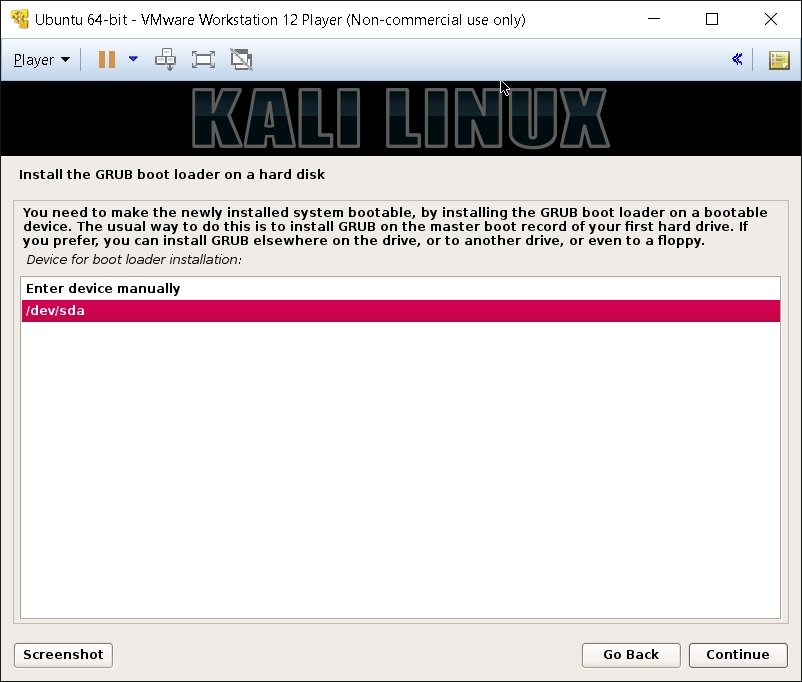 Ubuntu 64-bit - VMware Workstation 12 Player (Non-commercial use only)
Player
KALI LINUX
Install the GRUB boot loader on a hard disk
You need to make the newly installed system bootable, by installing the GRUB boot loader on a bootable
device. The usual way to do this is to install GRUB on the master boot record of your first hard drive. If
you prefer, you can install GRUB elsewhere on the drive, or to another drive, or even to a floppy.
Device for boot loader installation:
Enter device manually
/dev/sda
Screenshot
Go Back
Continue